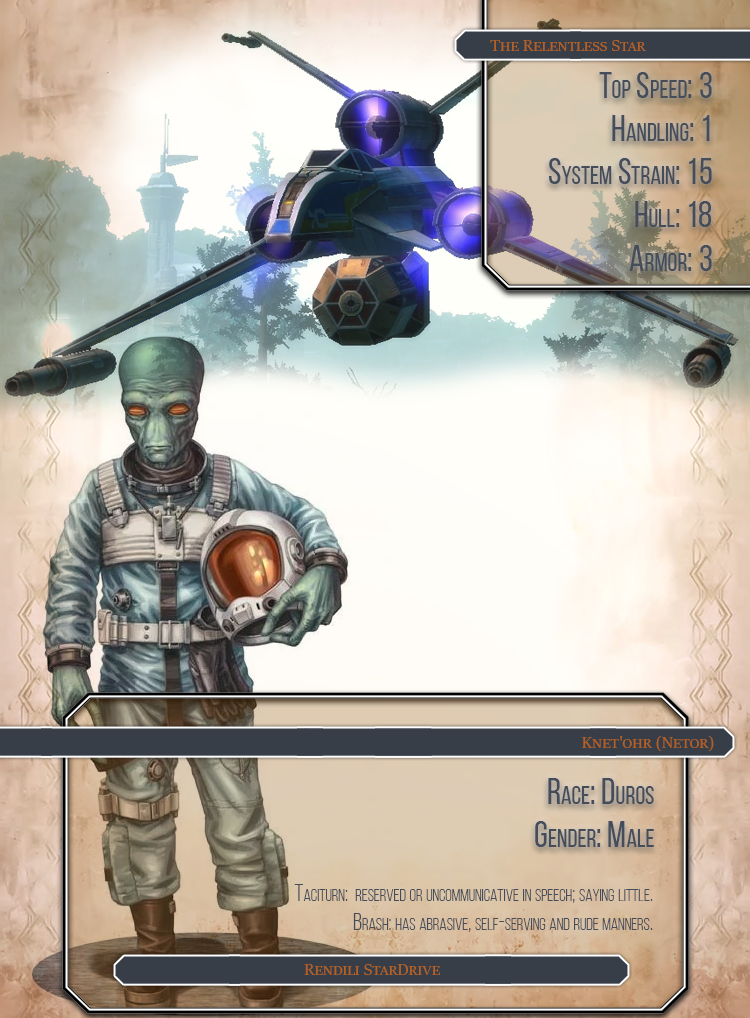 The Relentless Star
Top Speed: 3
Handling: 1
System Strain: 15
Hull: 18
Armor: 3
Knet'ohr (Netor)
Race: Duros
Gender: Male
Taciturn: reserved or uncommunicative in speech; saying little.
Brash: has abrasive, self-serving and rude manners.
Rendili StarDrive